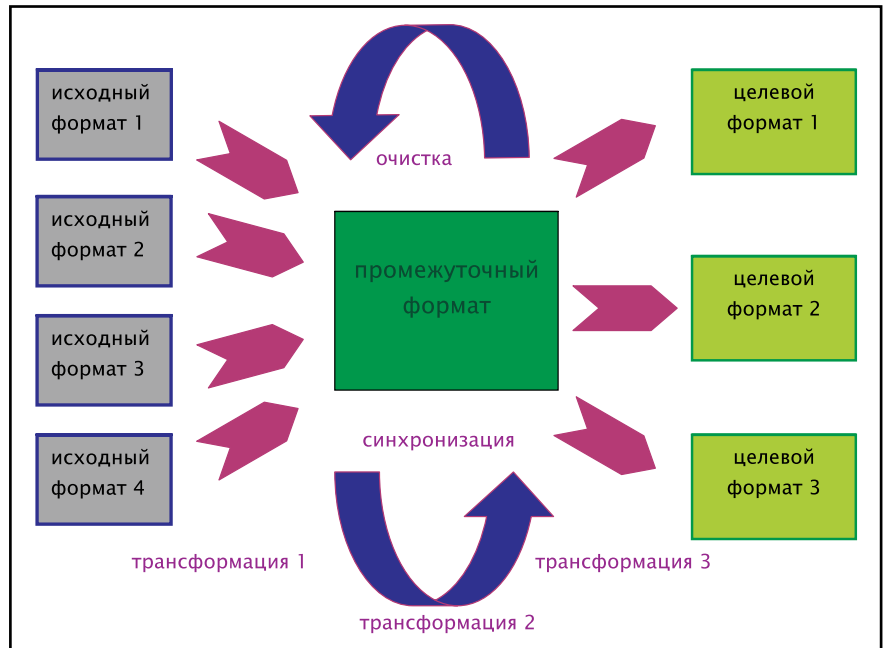 исходный
формат 1
исходный
формат 2
исходный
формат 3
исходный
формат 4
очистка
промежуточный
формат
синхронизация
трансформация 1
трансформация 2
трансформация 3
целевой
формат 1
целевой
формат 2
целевой
формат 3